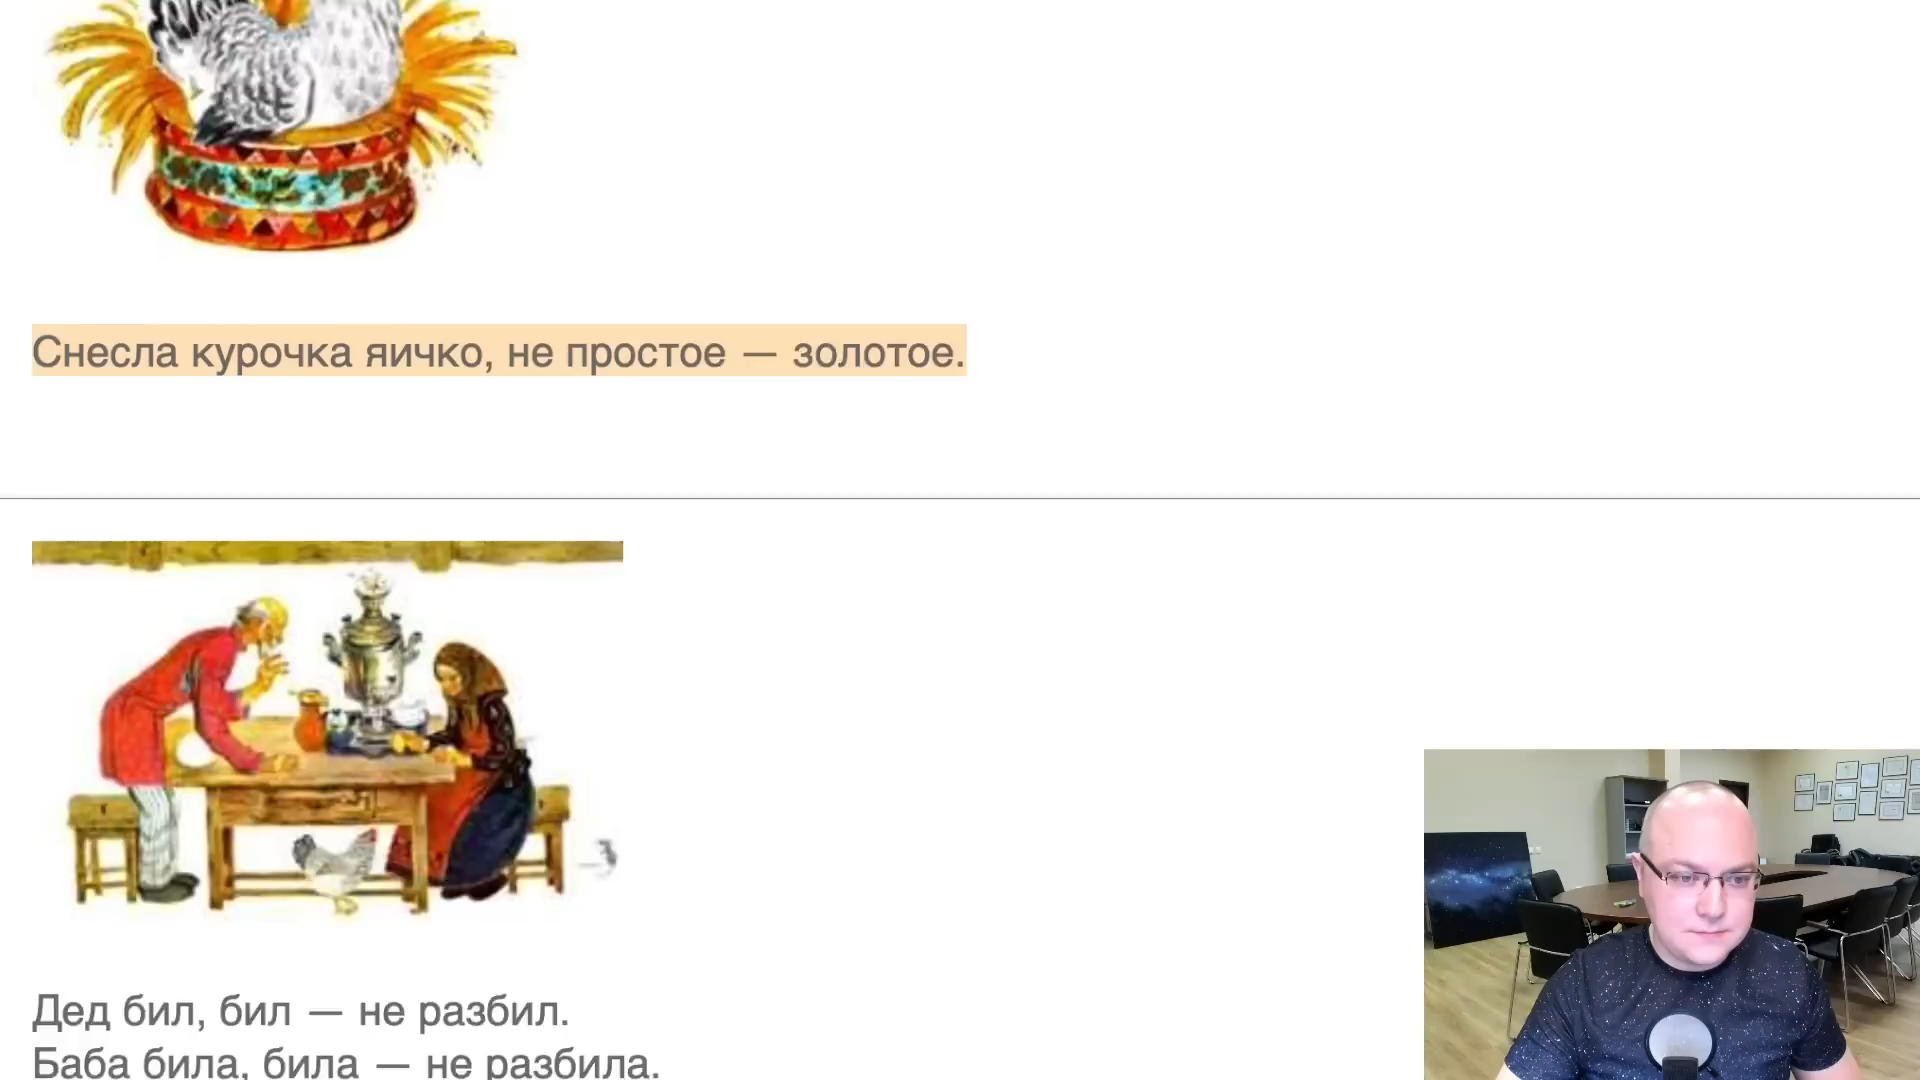 Снесла курочка яичко, не простое — золотое.
Дед бил, бил — не разбил.
Баба била, била — не разбила.